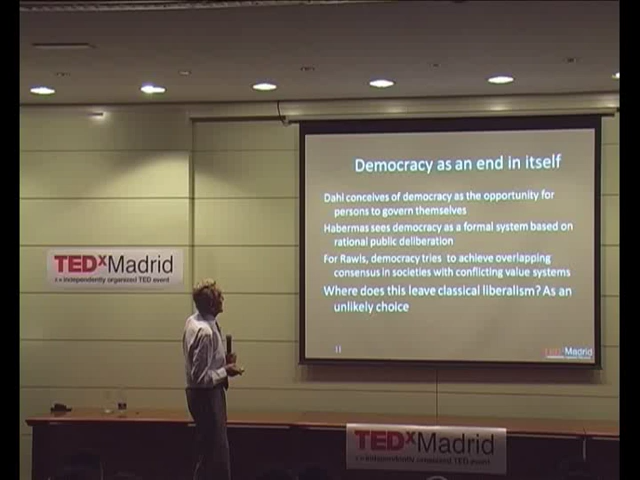 Democracy as an end in itself
Dahl conceives of democracy as the opportunity for
persons to govern themselves
Habermas sees democracy as a formal system based on
rational public deliberation
For Rawls, democracy tries to achieve overlapping
consensus in societies with conflicting value systems
Where does this leave classical liberalism? As an
unlikely choice
11
TEDxMadrid
TEDxMadrid
x = independently organized TED event
TEDxMadrid
x = independently organized TED event